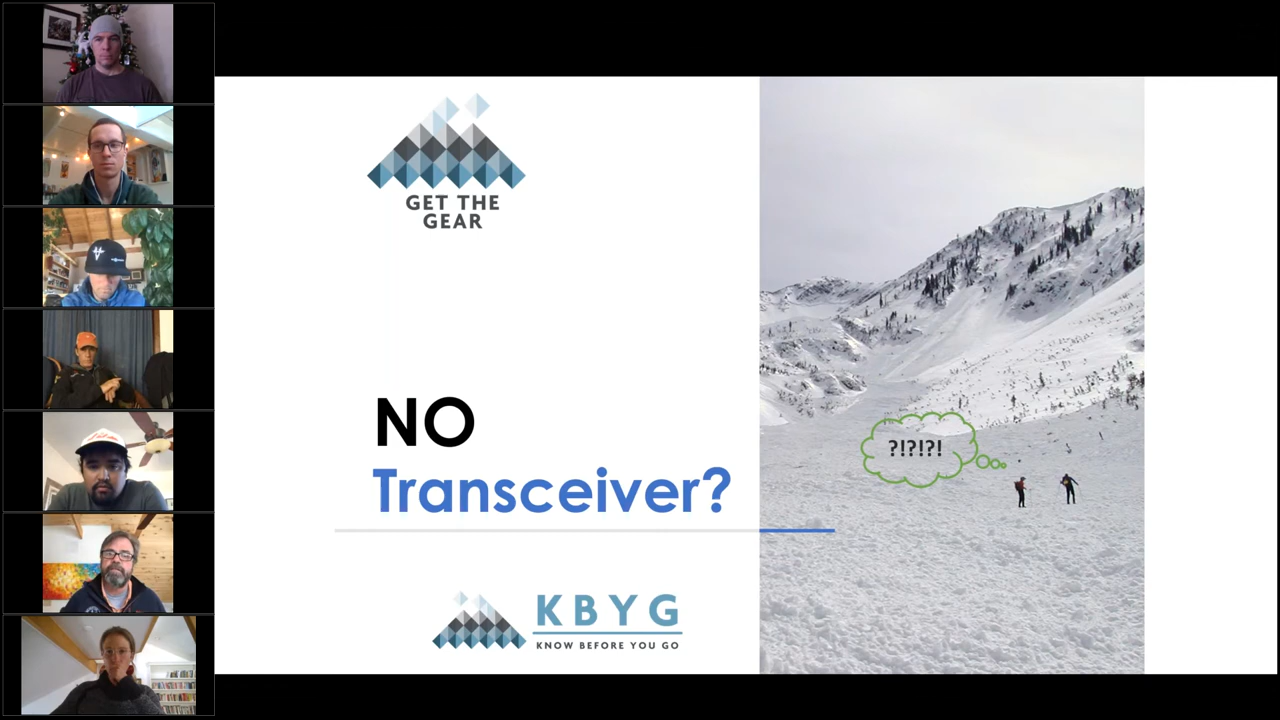 GET THE
GEAR
NO
Transceiver?
?!?!?!
KBYG
KNOW BEFORE YOU GO